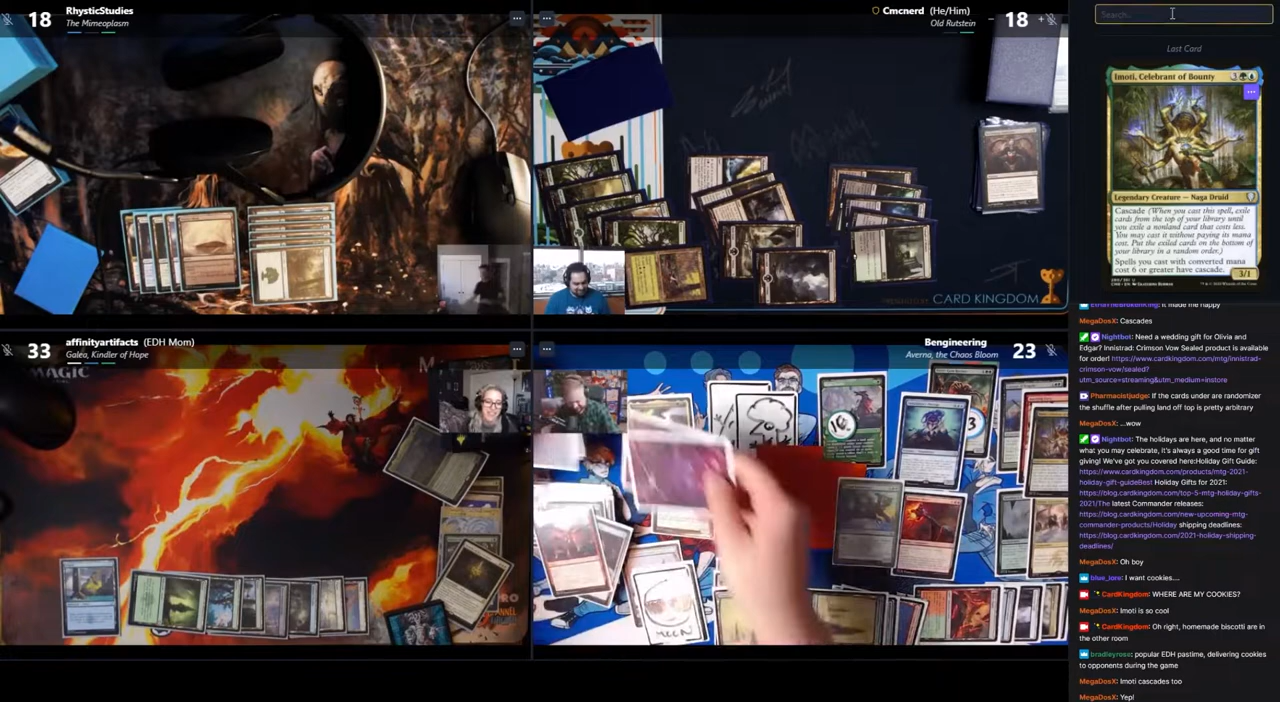 18
RhysticStudies
The Mimeoplasm
Cmcnerd (He/Him)
Old Rutstein
18
CARD KINGDOM
33
affinityartifacts (EDH Mom)
Galea, Kindler of Hope
MAGIC
Bengineering
Averna, the Chaos Bloom
23
MOON
Search...
Last Card
Imoti, Celebrant of Bounty
Legendary Creature — Naga Druid
Cascade (When you cast this spell, exile
cards from the top of your library until
you exile a nonland card that costs less.
You may cast it without paying its mana
cost. Put the exiled cards on the bottom
of your library in a random order.)
Spells you cast with converted mana
cost 6 or greater have cascade.
3/1
it made me happy
MegaDosX: Cascades
Nightbot: Need a wedding gift for Olivia and
Edgar? Innistrad: Crimson Vow Sealed product is available
for order! https://www.cardkingdom.com/mtg/innistrad-
crimson-vow/sealed?
utm_source=streaming&utm_medium=instore
Pharmacistjudge: If the cards under are randomizer
the shuffle after pulling land off top is pretty arbitrary
MegaDosX: ...wow
Nightbot: The holidays are here, and no matter
what you may celebrate, it's always a good time for gift
giving! We've got you covered here:Holiday Gift Guide:
https://www.cardkingdom.com/products/mtg-2021-
holiday-gift-guideBest Holiday Gifts for 2021:
https://blog.cardkingdom.com/top-5-mtg-holiday-gifts-
2021/The latest Commander releases:
https://blog.cardkingdom.com/new-upcoming-mtg-
commander-products/Holiday shipping deadlines:
https://blog.cardkingdom.com/2021-holiday-shipping-
deadlines/
MegaDosX: Oh boy
blue_lore: I want cookies....
CardKingdom: WHERE ARE MY COOKIES?
MegaDosX: Imoti is so cool
CardKingdom: Oh right, homemade biscotti are in
the other room
bradleyrose: popular EDH pastime, delivering cookies
to opponents during the game
MegaDosX: Imoti cascades too
MegaDosX: Yep!